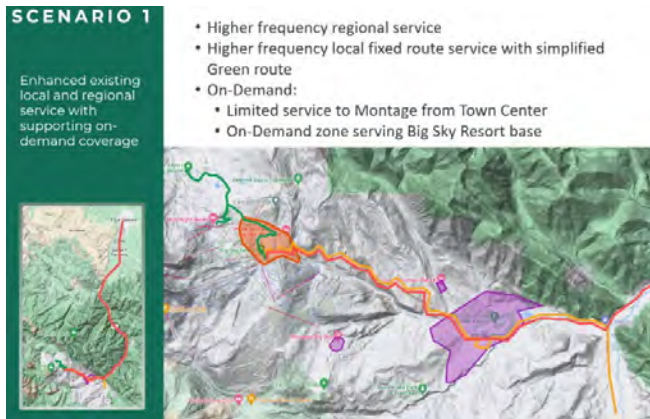 SCENARIO 1
Enhanced existing
local and regional
service with
supporting on-
demand coverage
• Higher frequency regional service
• Higher frequency local fixed route service with simplified
Green route
• On-Demand:
• Limited service to Montage from Town Center
• On-Demand zone serving Big Sky Resort base